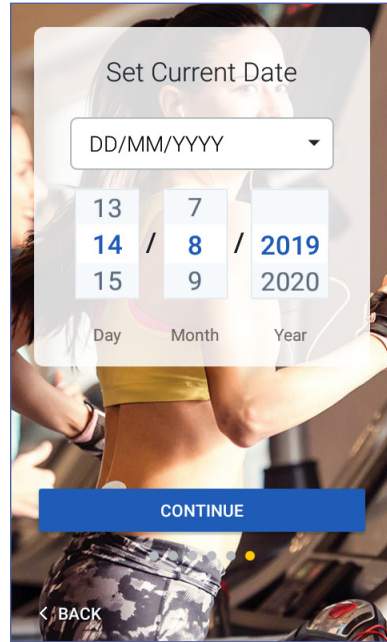 Set Current Date
DD/MM/YYYY
13 7
14 / 8 / 2019
15 9 2020
Day Month Year
CONTINUE
< BACK